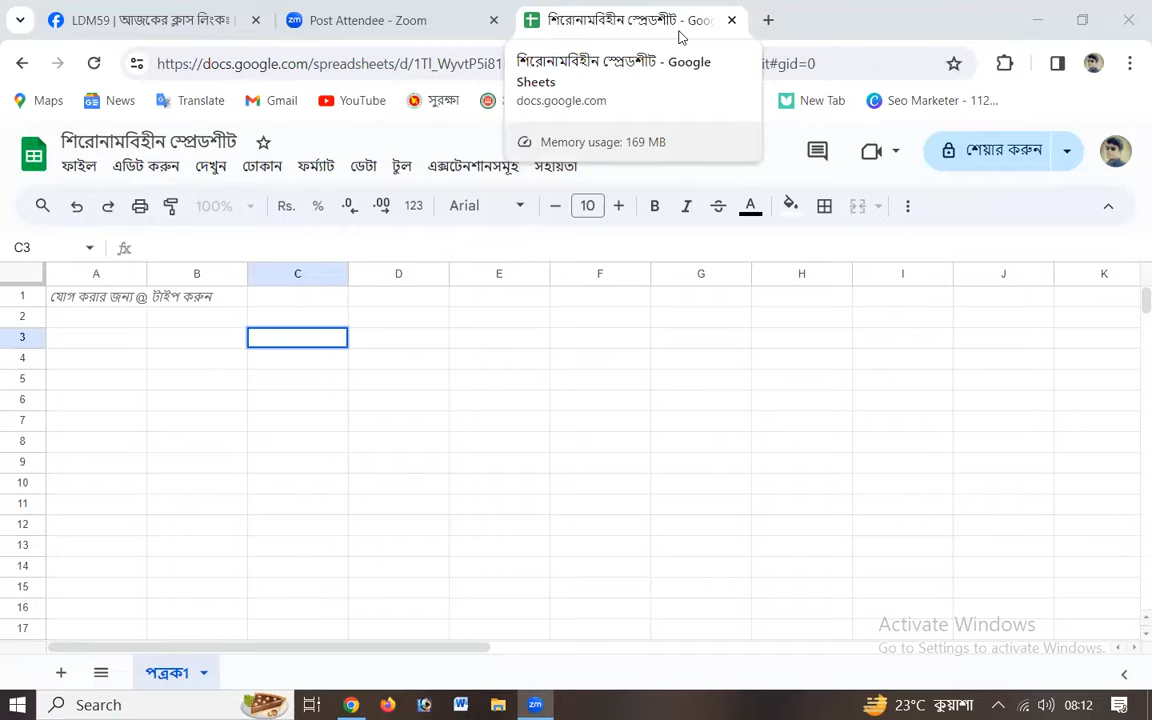 LDM59 | আজকের ক্লাস লিংকঃ
Post Attendee - Zoom
শিরোনামবিহীন স্প্রেডশীট - Goo
https://docs.google.com/spreadsheets/d/1Tl_WyvtP5i81
it#gid=0
শিরোনামবিহীন স্প্রেডশীট - Google
Sheets
docs.google.com
Memory usage: 169 MB
Maps
News
Translate
Gmail
YouTube
সুরক্ষা
New Tab
Seo Marketer - 112...
শিরোনামবিহীন স্প্রেডশীট
ফাইল এডিট করুন দেখুন ঢোকান ফর্ম্যাট ডেটা টুল এক্সটেনশানসমূহ সহায়তা
শেয়ার করুন
100% Rs. % .0 .00 123 Arial 10 B I S A
C3 fx
A B C D E F G H I J K
1 যোগ করার জন্য @ টাইপ করুন
2
3
4
5
6
7
8
9
10
11
12
13
14
15
16
17
Activate Windows
Go to Settings to activate Windows.
পত্রক1
Search
zm
23°C কুয়াশা
08:12